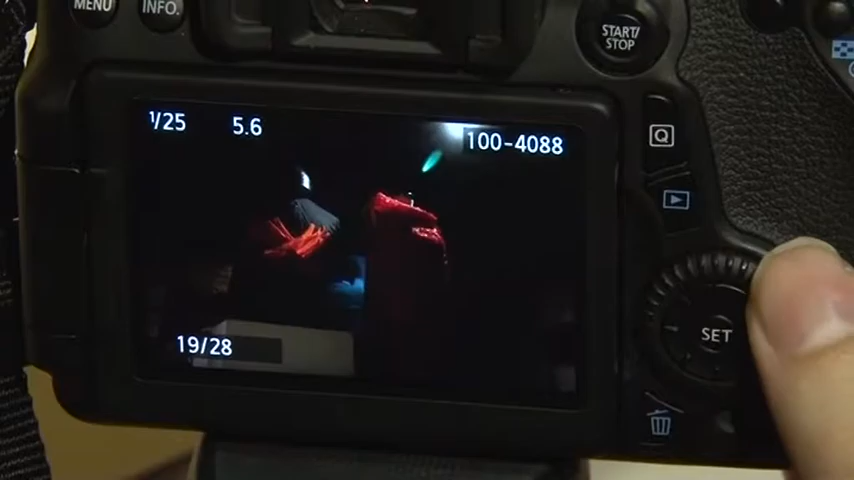 MENU
INFO.
START/
STOP
1/25 5.6 100-4088
Q
19/28
SET